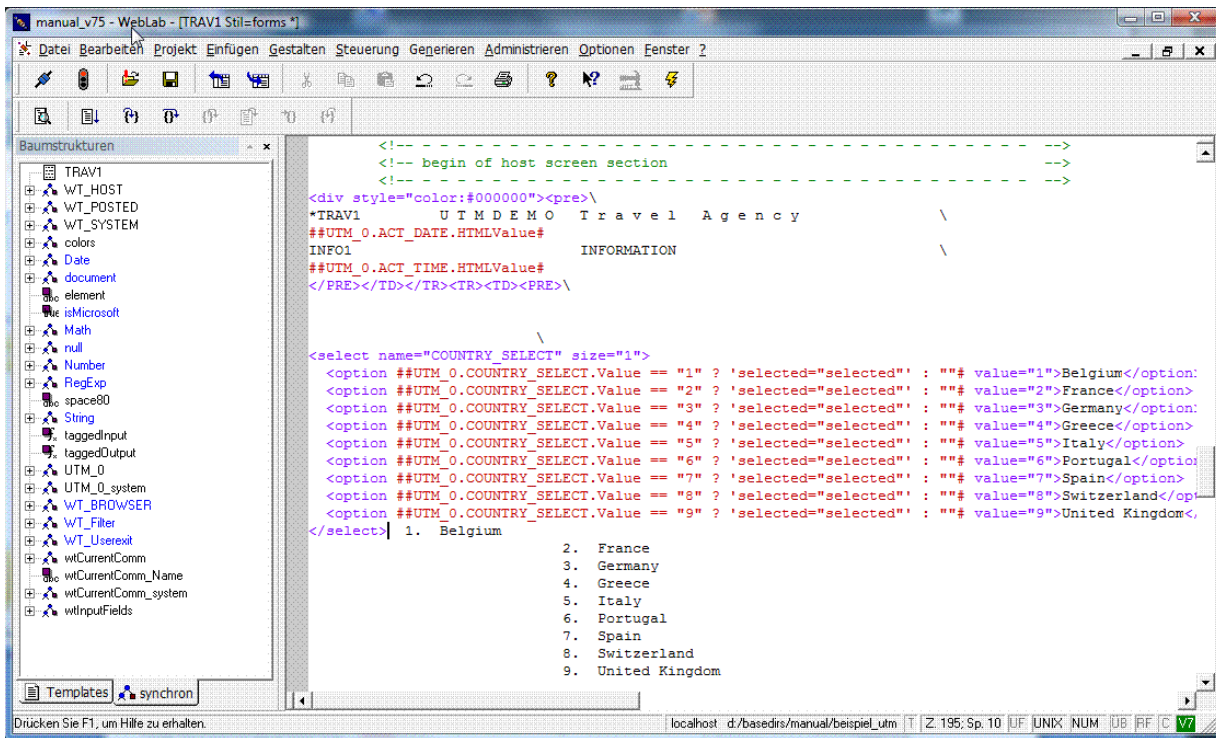 manual_v75 - WebLab - [TRAV1 Stil=forms *]
Datei Bearbeiten Projekt Einfügen Gestalten Steuerung Generieren Administrieren Optionen Fenster ?
Baumstrukturen
TRAV1
WT_HOST
WT_POSTED
WT_SYSTEM
colors
Date
document
element
isMicrosoft
Math
null
Number
RegExp
space80
String
taggedInput
taggedOutput
UTM_0
UTM_0_system
WT_BROWSER
WT_Filter
WT_Userexit
wtCurrentComm
wtCurrentComm_Name
wtCurrentComm_system
wtInputFields
Templates synchron
<!-- - - - - - - - - - - - - - - - - - - - - - - - - - - - - - - - - - - - -->
<!-- begin of host screen section -->
<!-- - - - - - - - - - - - - - - - - - - - - - - - - - - - - - - - - - - - -->
<div style="color:#000000"><pre>\
*TRAV1 U T M D E M O T r a v e l A g e n c y \
##UTM_0.ACT_DATE.HTMLValue#
INFO1 INFORMATION \
##UTM_0.ACT_TIME.HTMLValue#
</PRE></TD></TR><TR><TD><PRE>\
\
<select name="COUNTRY_SELECT" size="1">
<option ##UTM_0.COUNTRY_SELECT.Value == "1" ? 'selected="selected"' : ""# value="1">Belgium</option>
<option ##UTM_0.COUNTRY_SELECT.Value == "2" ? 'selected="selected"' : ""# value="2">France</option>
<option ##UTM_0.COUNTRY_SELECT.Value == "3" ? 'selected="selected"' : ""# value="3">Germany</option>
<option ##UTM_0.COUNTRY_SELECT.Value == "4" ? 'selected="selected"' : ""# value="4">Greece</option>
<option ##UTM_0.COUNTRY_SELECT.Value == "5" ? 'selected="selected"' : ""# value="5">Italy</option>
<option ##UTM_0.COUNTRY_SELECT.Value == "6" ? 'selected="selected"' : ""# value="6">Portugal</option
<option ##UTM_0.COUNTRY_SELECT.Value == "7" ? 'selected="selected"' : ""# value="7">Spain</option>
<option ##UTM_0.COUNTRY_SELECT.Value == "8" ? 'selected="selected"' : ""# value="8">Switzerland</opt
<option ##UTM_0.COUNTRY_SELECT.Value == "9" ? 'selected="selected"' : ""# value="9">United Kingdom</
</select> 1. Belgium
2. France
3. Germany
4. Greece
5. Italy
6. Portugal
7. Spain
8. Switzerland
9. United Kingdom
Drücken Sie F1, um Hilfe zu erhalten. localhost d:/basedirs/manual/beispiel_utm T Z. 195; Sp. 10 UF UNIX NUM ÜB RF C V7